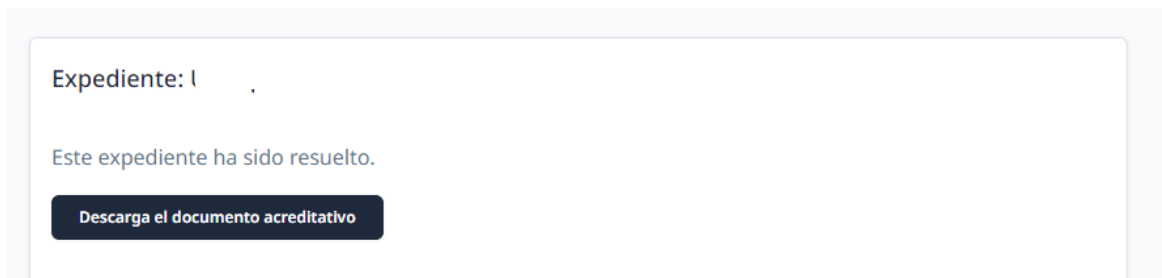 Expediente:
Este expediente ha sido resuelto.
Descarga el documento acreditativo